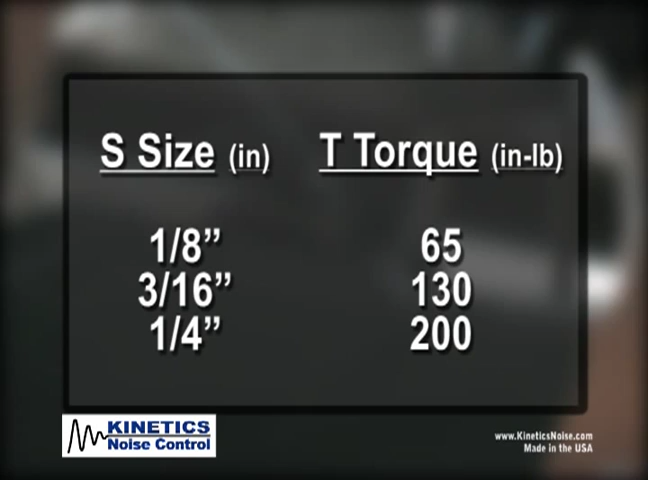 S Size (in) T Torque (in-lb)
1/8” 65
3/16” 130
1/4” 200
KINETICS
Noise Control
www.KineticsNoise.com
Made in the USA